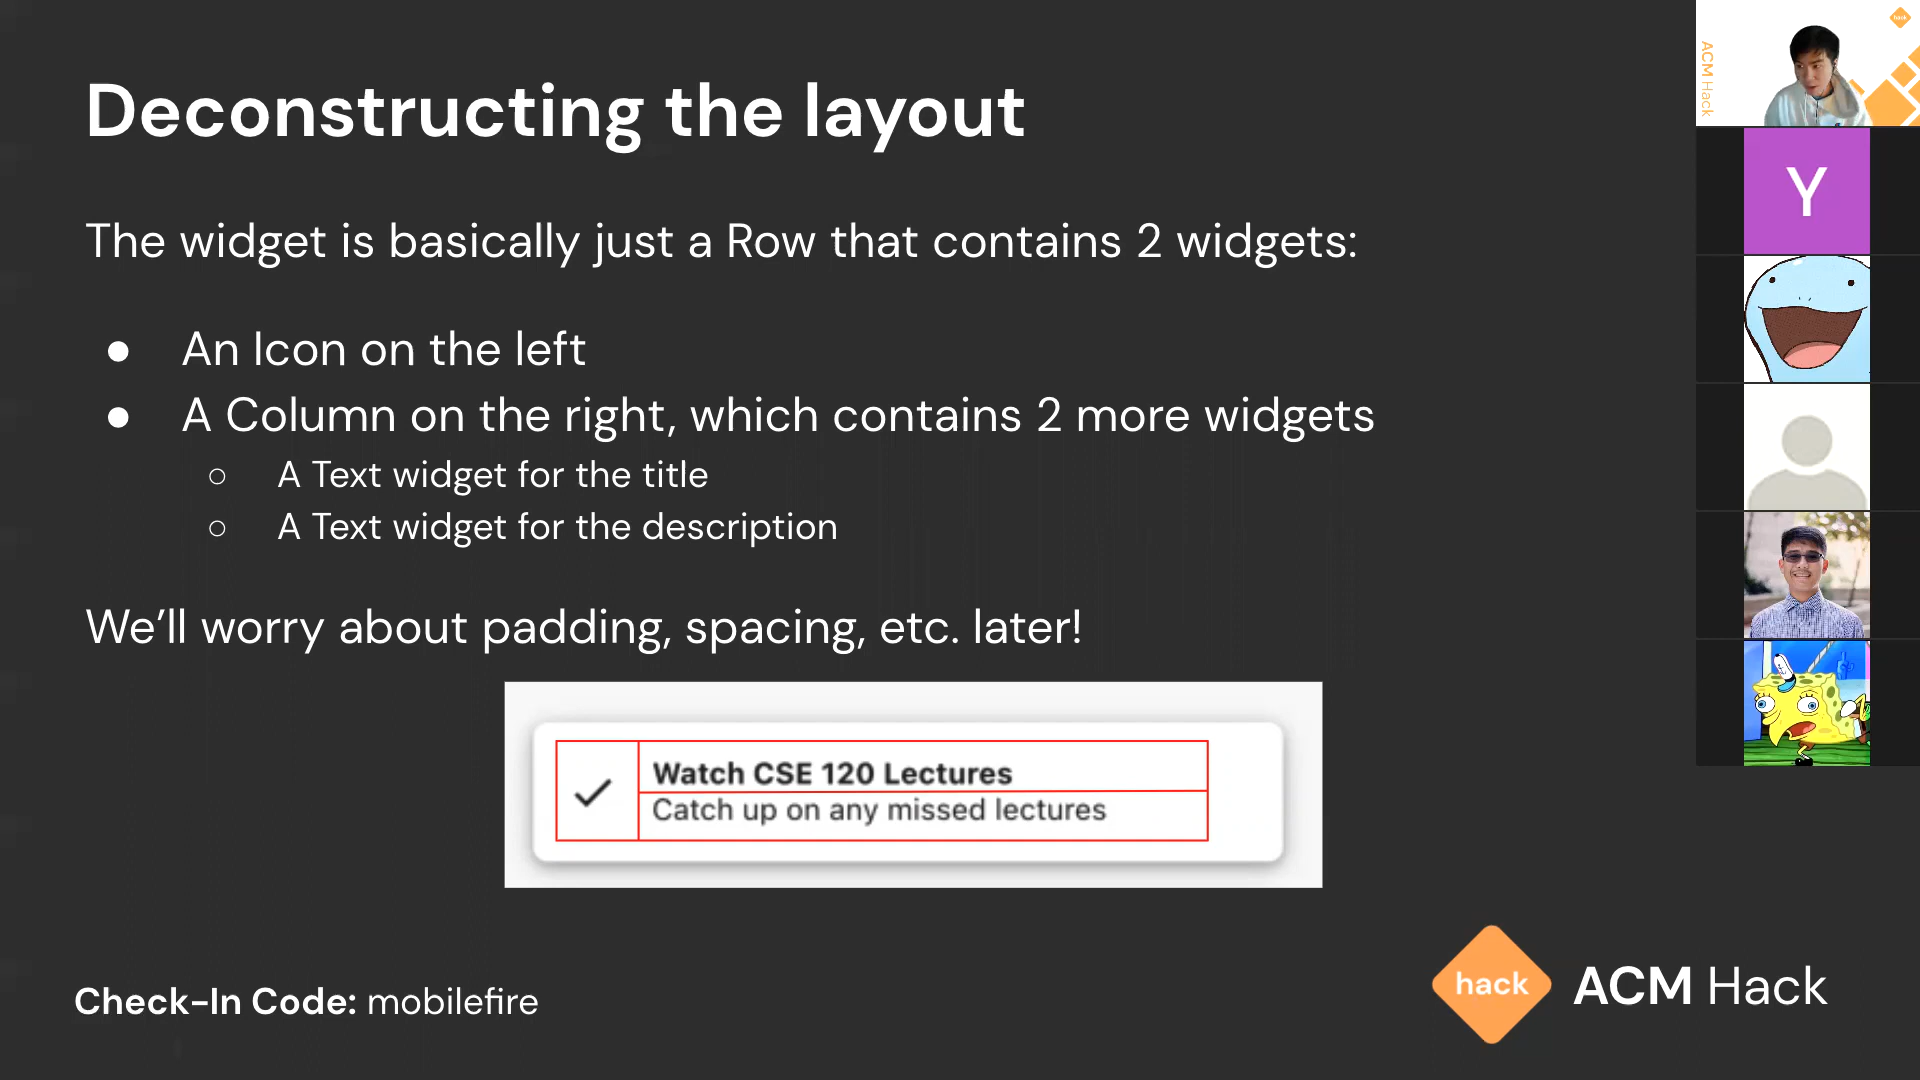 Deconstructing the layout
The widget is basically just a Row that contains 2 widgets:
● An Icon on the left
● A Column on the right, which contains 2 more widgets
○ A Text widget for the title
○ A Text widget for the description
We’ll worry about padding, spacing, etc. later!
Watch CSE 120 Lectures
Catch up on any missed lectures
Check-In Code: mobilefire
hack ACM Hack
ACM Hack
hack
Y